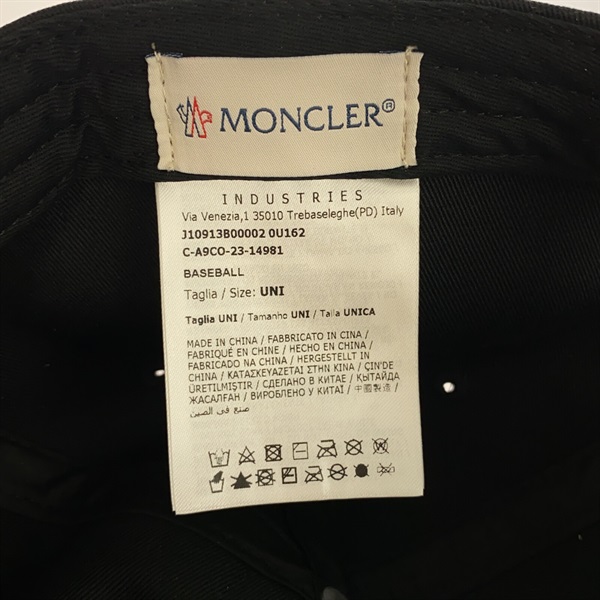 MONCLER®
INDUSTRIES
Via Venezia,1 35010 Trebaseleghe(PD) Italy
J10913B00002 0U162
C-A9CO-23-14981
BASEBALL
Taglia / Size: UNI
Taglia UNI / Tamanho UNI / Talla UNICA
MADE IN CHINA / FABBRICATO IN CINA /
FABRIQUÉ EN CHINE / HECHO EN CHINA /
FABRICADO NA CHINA / HERGESTELLT IN
CHINA / ΚΑΤΑΣΚΕΥΑΖΕΤΑΙ ΣΤΗΝ ΚΙΝΑ / ÇIN'DE
ÜRETILMIŞTIR / СДЕЛАНО В КИТАЕ / ҚЫТАЙДА
ЖАСАЛҒАН / ВИРОБЛЕНО У КИТАЇ / 中國製造 /
صنع في الصين